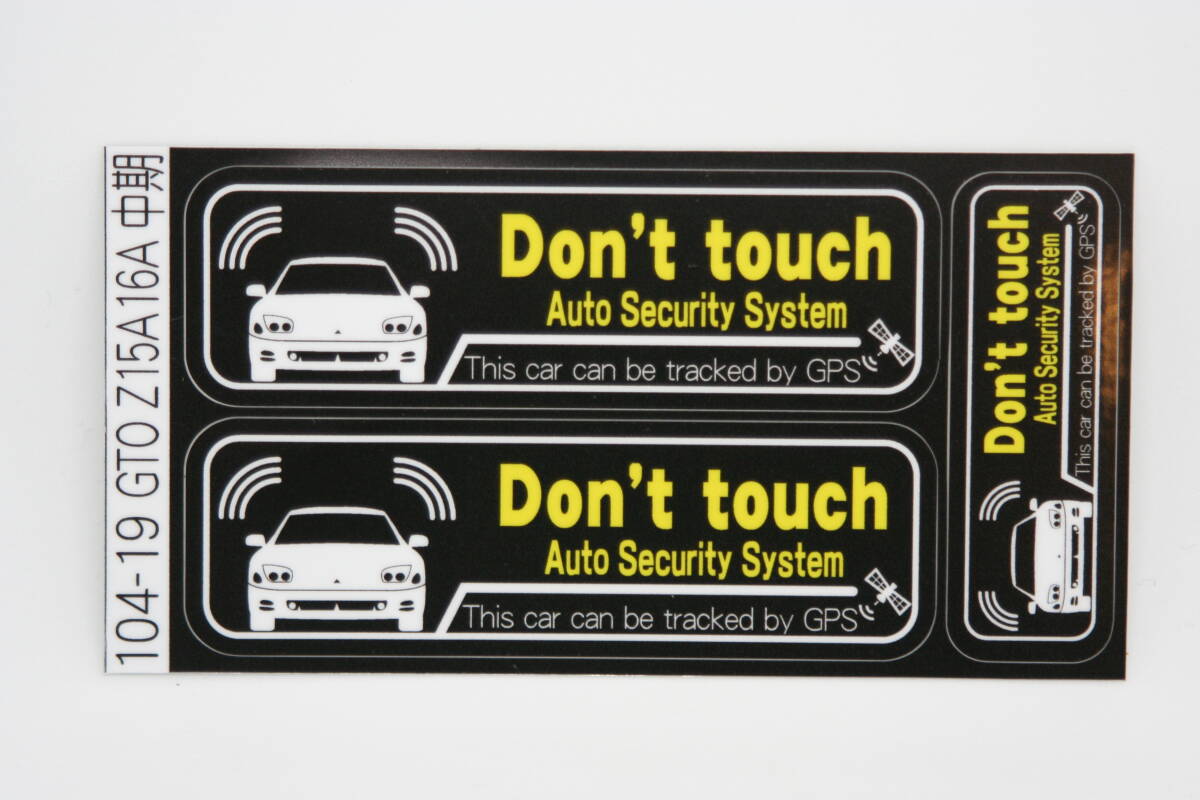 104-19 GTO Z15A16A 中期
Don't touch
Auto Security System
This car can be tracked by GPS
Don't touch
Auto Security System
This car can be tracked by GPS
Don't touch
Auto Security System
This car can be tracked by GPS